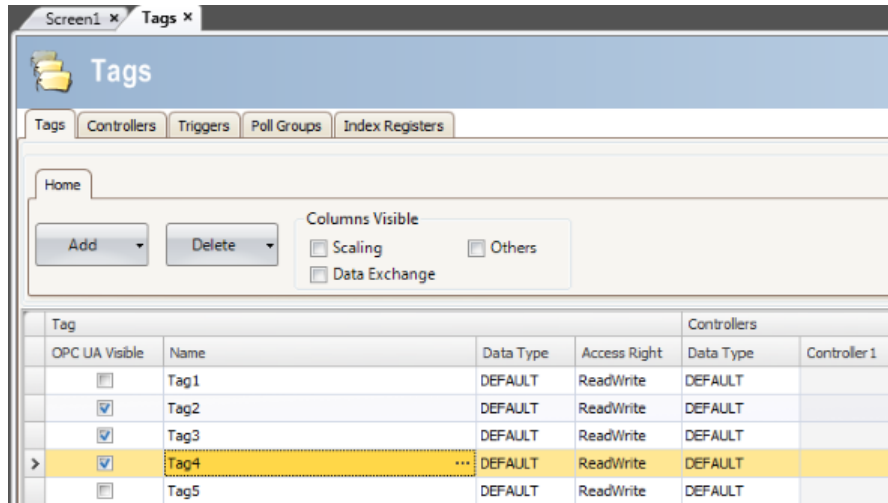 Screen1 × Tags ×
Tags
Tags Controllers Triggers Poll Groups Index Registers
Home
Columns Visible
Add Delete Scaling Others
Data Exchange
Tag Controllers
OPC UA Visible Name Data Type Access Right Data Type Controller1
Tag1 DEFAULT ReadWrite DEFAULT
Tag2 DEFAULT ReadWrite DEFAULT
Tag3 DEFAULT ReadWrite DEFAULT
Tag4 ... DEFAULT ReadWrite DEFAULT
Tag5 DEFAULT ReadWrite DEFAULT